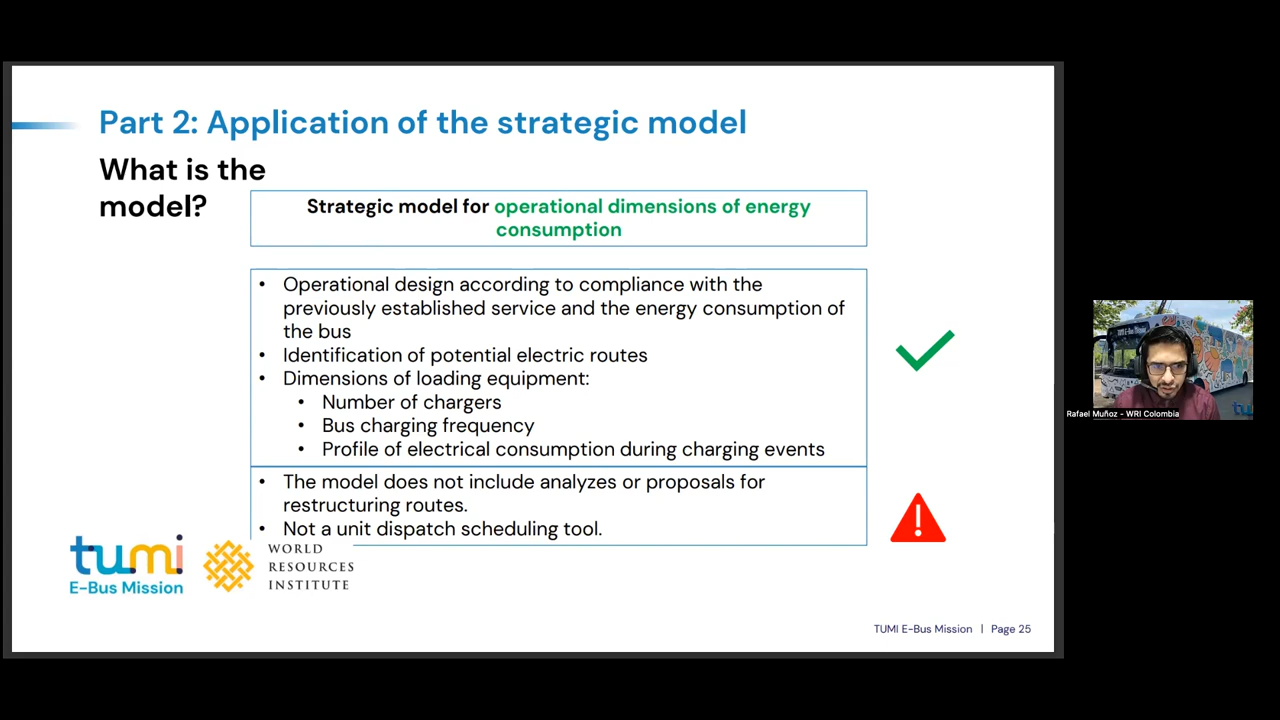 Part 2: Application of the strategic model
What is the
model?
Strategic model for operational dimensions of energy
consumption
• Operational design according to compliance with the
previously established service and the energy consumption of
the bus
• Identification of potential electric routes
• Dimensions of loading equipment:
• Number of chargers
• Bus charging frequency
• Profile of electrical consumption during charging events
• The model does not include analyzes or proposals for
restructuring routes.
• Not a unit dispatch scheduling tool.
tumi
E-Bus Mission
WORLD
RESOURCES
INSTITUTE
TUMI E-Bus Mission | Page 25
TUMI E-Bus Mission
Rafael Muñoz - WRI Colombia